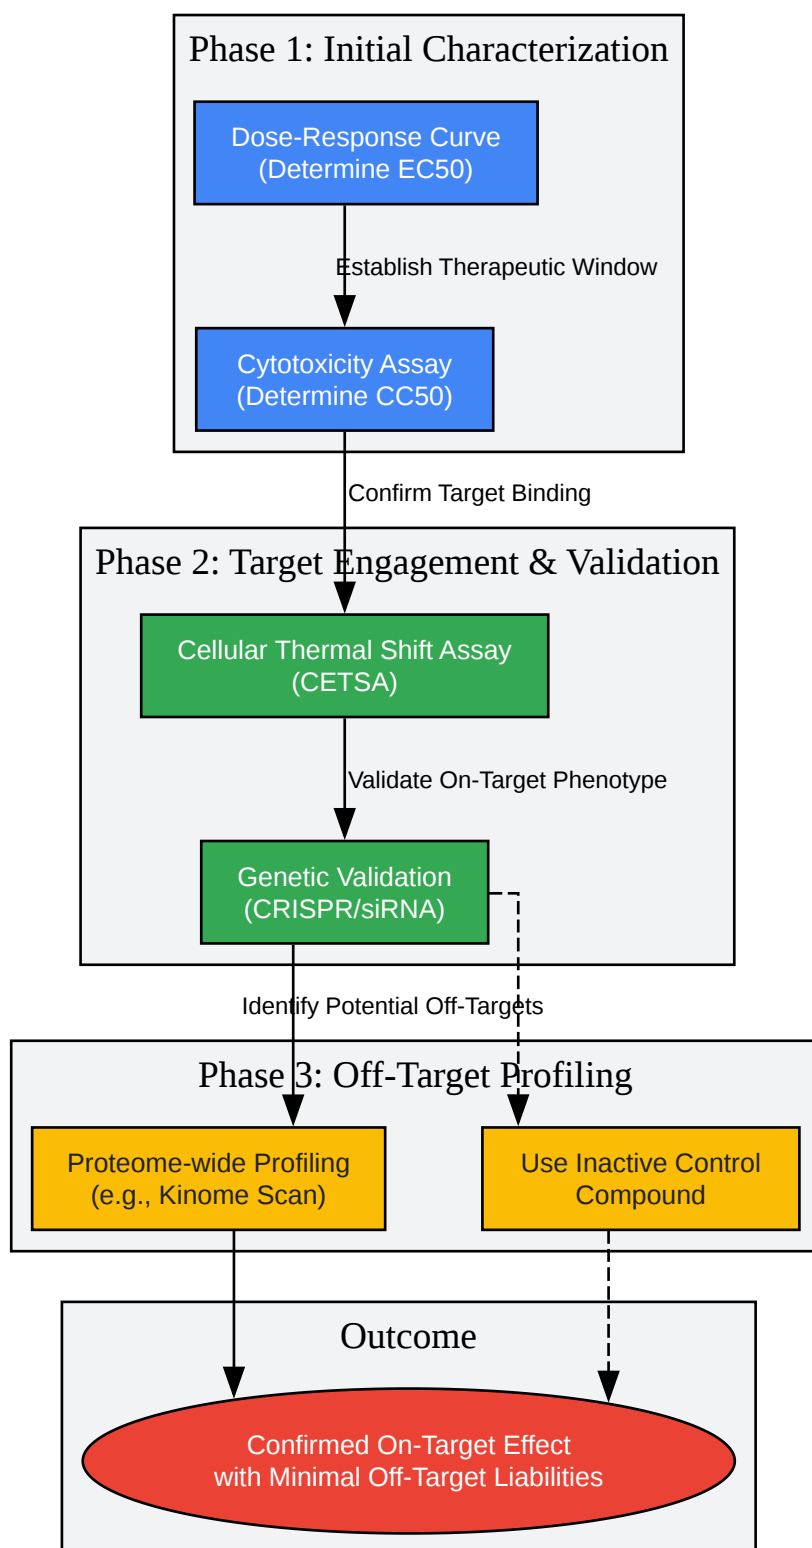 Phase 1: Initial Characterization
Dose-Response Curve
(Determine EC50)
Establish Therapeutic Window
Cytotoxicity Assay
(Determine CC50)
Confirm Target Binding
Phase 2: Target Engagement & Validation
Cellular Thermal Shift Assay
(CETSA)
Validate On-Target Phenotype
Genetic Validation
(CRISPR/siRNA)
Identify Potential Off-Targets
Phase 3: Off-Target Profiling
Proteome-wide Profiling
(e.g., Kinome Scan)
Use Inactive Control
Compound
Outcome
Confirmed On-Target Effect
with Minimal Off-Target Liabilities